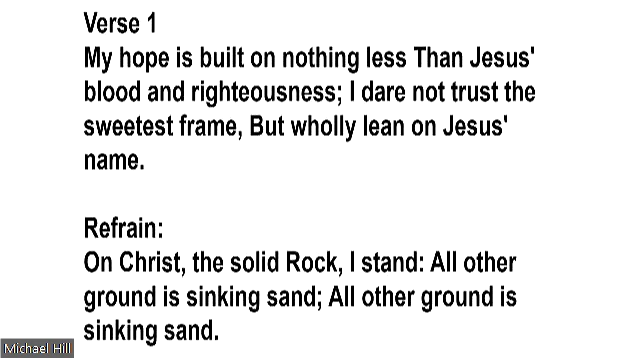 Verse 1
My hope is built on nothing less Than Jesus'
blood and righteousness; I dare not trust the
sweetest frame, But wholly lean on Jesus'
name.
Refrain:
On Christ, the solid Rock, I stand: All other
ground is sinking sand; All other ground is
sinking sand.
Michael Hill